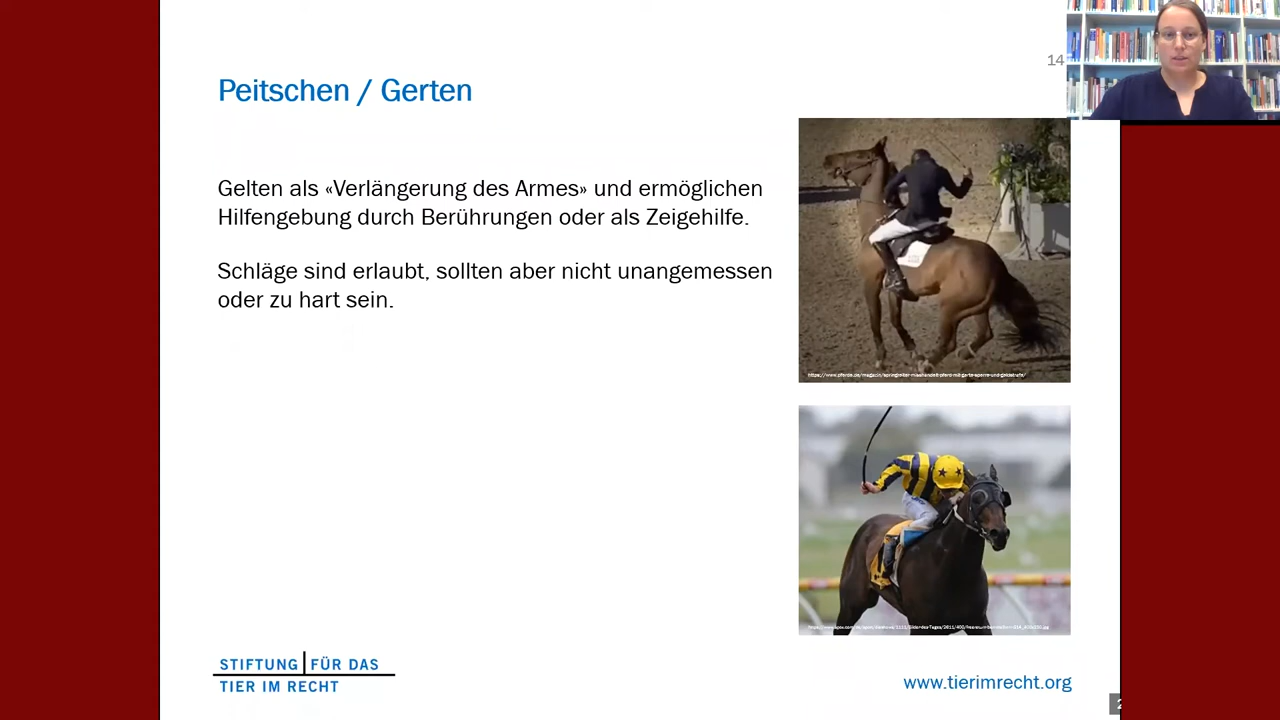 14
Peitschen / Gerten
Gelten als «Verlängerung des Armes» und ermöglichen
Hilfengebung durch Berührungen oder als Zeigehilfe.
Schläge sind erlaubt, sollten aber nicht unangemessen
oder zu hart sein.
STIFTUNG FÜR DAS
TIER IM RECHT
www.tierimrecht.org